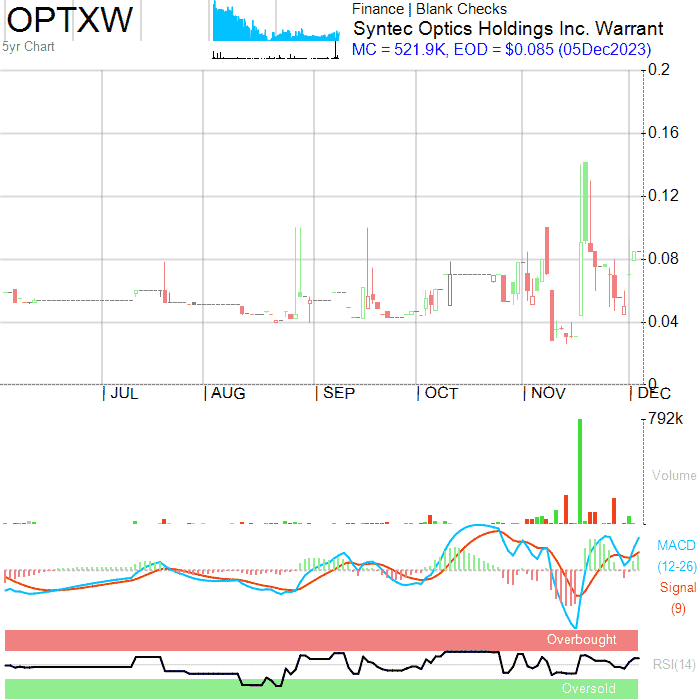 OPTXW
5yr Chart
Finance | Blank Checks
Syntec Optics Holdings Inc. Warrant
MC = 521.9K, EOD = $0.085 (05Dec2023)
0.2
0.16
0.12
0.08
0.04
0
| JUL | AUG | SEP | OCT | NOV | DEC
792k
Volume
MACD
(12-26)
Signal
(9)
Overbought
RSI(14)
Oversold